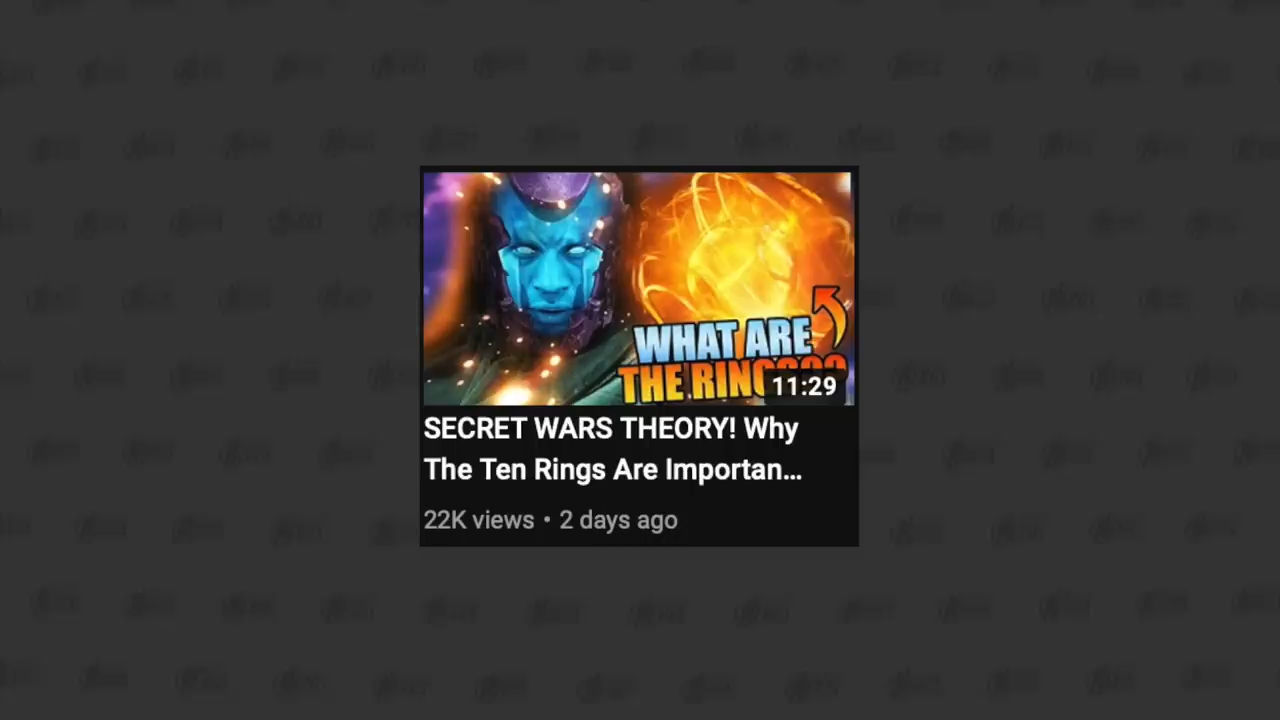 WHAT ARE
THE RINGS???
11:29
SECRET WARS THEORY! Why
The Ten Rings Are Importan...
22K views • 2 days ago